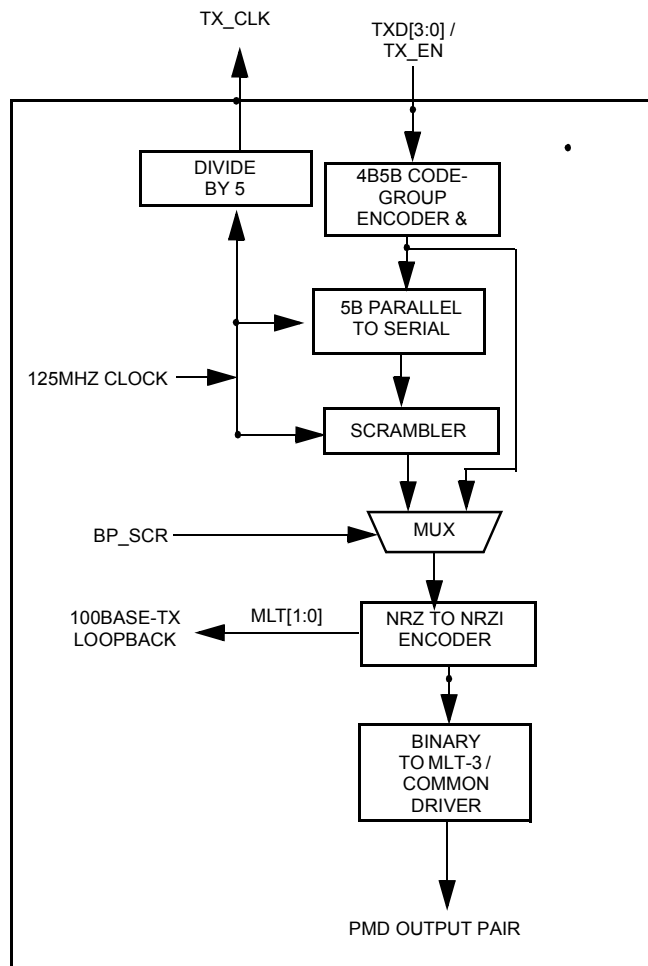 TX_CLK
TXD[3:0] /
TX_EN
DIVIDE
BY 5
4B5B CODE-
GROUP
ENCODER &
5B PARALLEL
TO SERIAL
125MHZ CLOCK
SCRAMBLER
BP_SCR
MUX
100BASE-TX
LOOPBACK
MLT[1:0]
NRZ TO NRZI
ENCODER
BINARY
TO MLT-3 /
COMMON
DRIVER
PMD OUTPUT PAIR